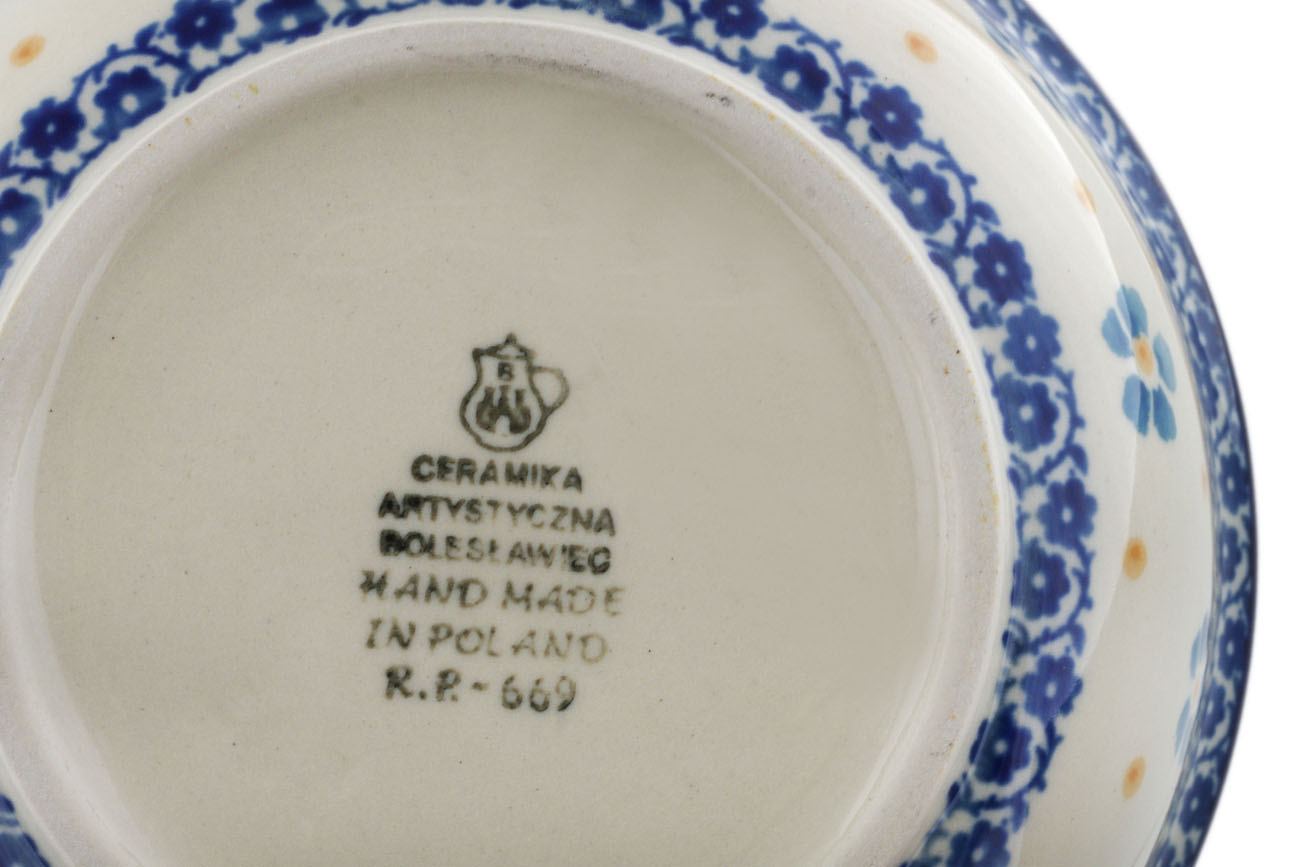 B
CERAMIKA
ARTYSTYCZNA
BOLESŁAWIEC
HAND MADE
IN POLAND
R.P.-669